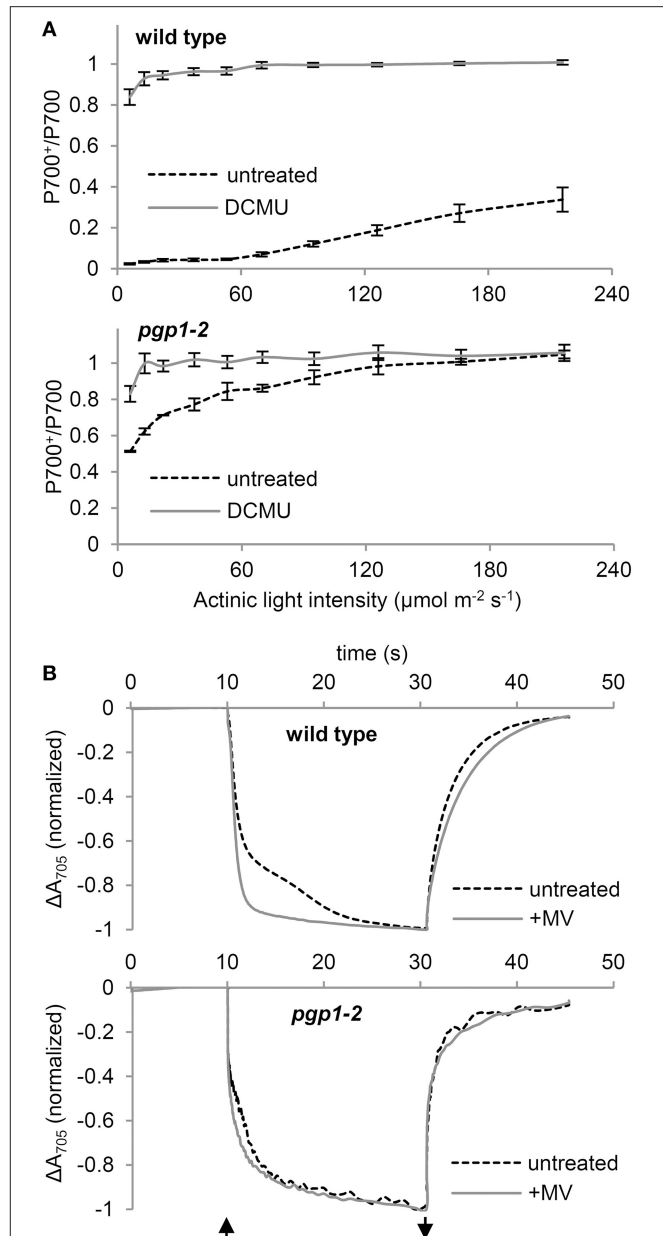 A
wild type
P700⁺/P700
1
0.8
0.6
0.4
0.2
0
untreated
DCMU
0 60 120 180 240
pgp1-2
P700⁺/P700
1
0.8
0.6
0.4
0.2
0
untreated
DCMU
0 60 120 180 240
Actinic light intensity (µmol m⁻² s⁻¹)
B
time (s)
0 10 20 30 40 50
wild type
ΔA₇₀₅ (normalized)
0
-0.2
-0.4
-0.6
-0.8
-1
untreated
+MV
0 10 20 30 40 50
pgp1-2
ΔA₇₀₅ (normalized)
0
-0.2
-0.4
-0.6
-0.8
-1
untreated
+MV